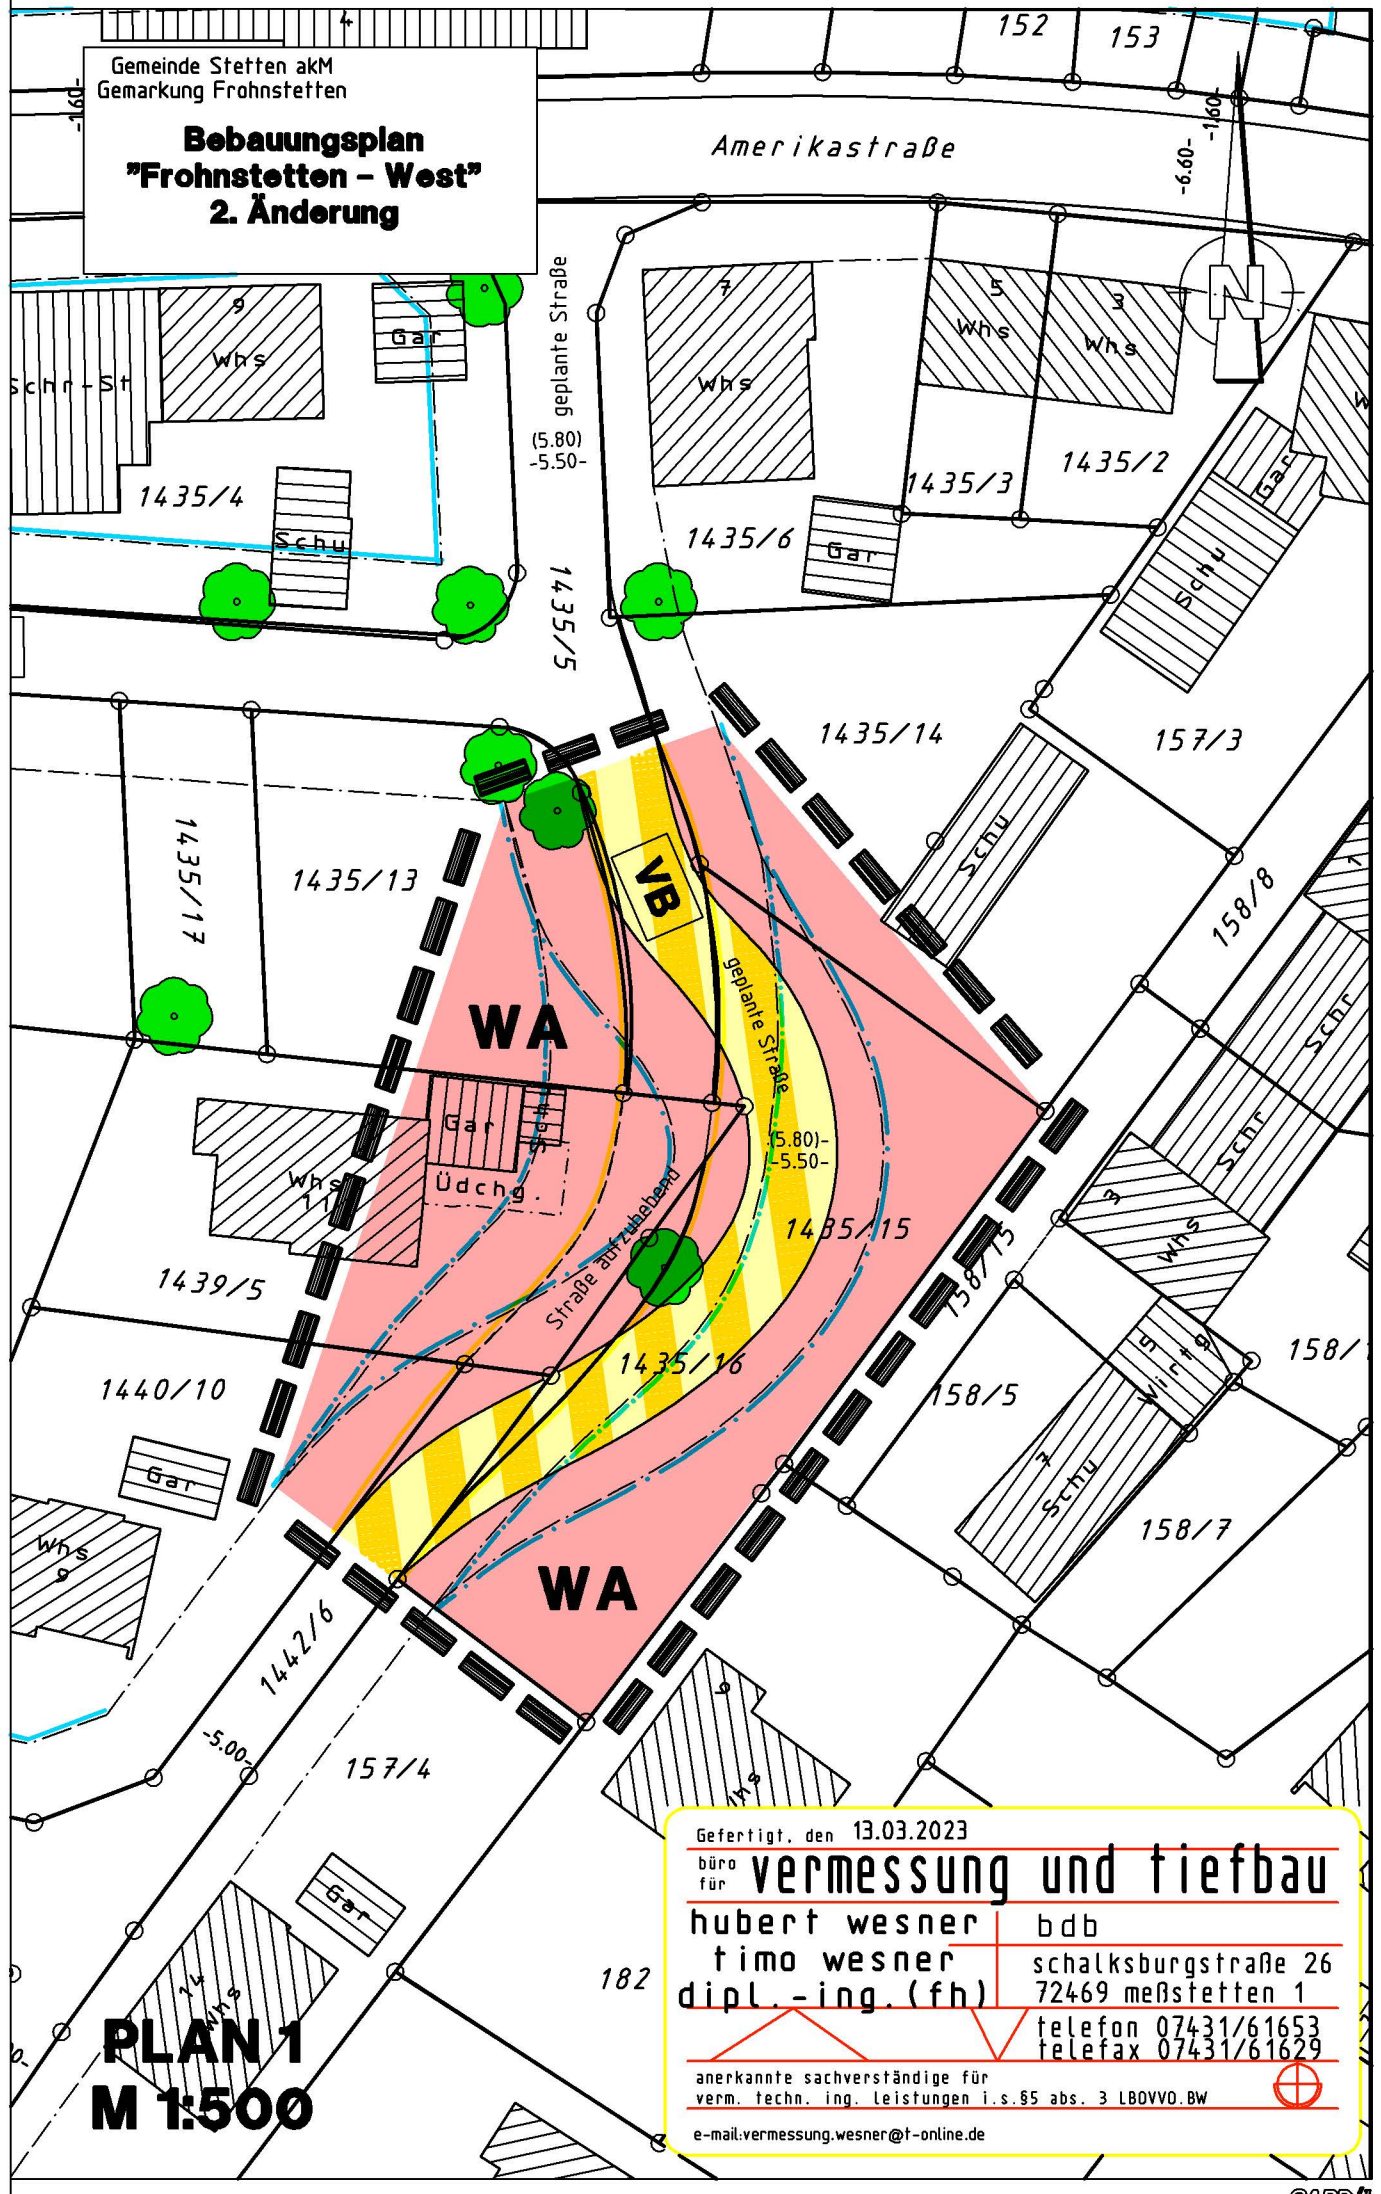 4
152
153
Gemeinde Stetten akM
Gemarkung Frohnstetten
Bebauungsplan
"Frohnstetten - West"
2. Änderung
-1.60-
Amerikastraße
-6.60-
-1.60-
N
geplante Straße
(5.80)
-5.50-
9
Whs
Gar
Schr-St
7
Whs
5
Whs
3
Whs
1435/4
Schu
1435/6
Gar
1435/3
1435/2
Gar
Schu
1435/5
1435/14
157/3
Schu
1435/17
1435/13
VB
158/8
1
Schr
Schr
WA
geplante Straße
Gar
Schu
Üdchg.
Whs
11
(5.80)-
-5.50-
1435/15
158/15
3
Whs
Straße aufzuhebend
1439/5
1435/16
1440/10
158/5
5
Wirtg
158/
Gar
7
Schu
158/7
Whs
9
WA
1442/6
-5.00-
157/4
9
Whs
Gar
14
Whs
182
PLAN 1
M 1:500
Gefertigt, den 13.03.2023
büro
für vermessung und tiefbau
hubert wesner
timo wesner
dipl.-ing.(fh)
bdb
schalksburgstraße 26
72469 meßstetten 1
telefon 07431/61653
telefax 07431/61629
anerkannte sachverständige für
verm. techn. ing. leistungen i.s.§5 abs. 3 LBOVVO.BW
e-mail:vermessung.wesner@t-online.de